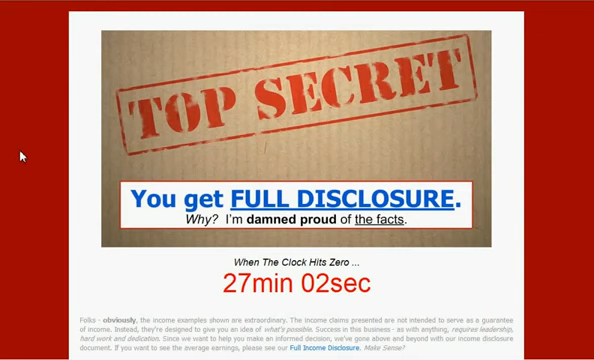 TOP SECRET
You get FULL DISCLOSURE.
Why? I'm damned proud of the facts.
When The Clock Hits Zero ...
27min 02sec
Folks - obviously, the income examples shown are extraordinary. The income claims presented are not intended to serve as a guarantee
of income. Instead, they're designed to give you an idea of what's possible. Success in this business - as with anything, requires leadership,
hard work and dedication. Since we want to help you make an informed decision, we've gone above and beyond with our income disclosure
document. If you want to see the average earnings, please see our Full Income Disclosure. Make Sense?